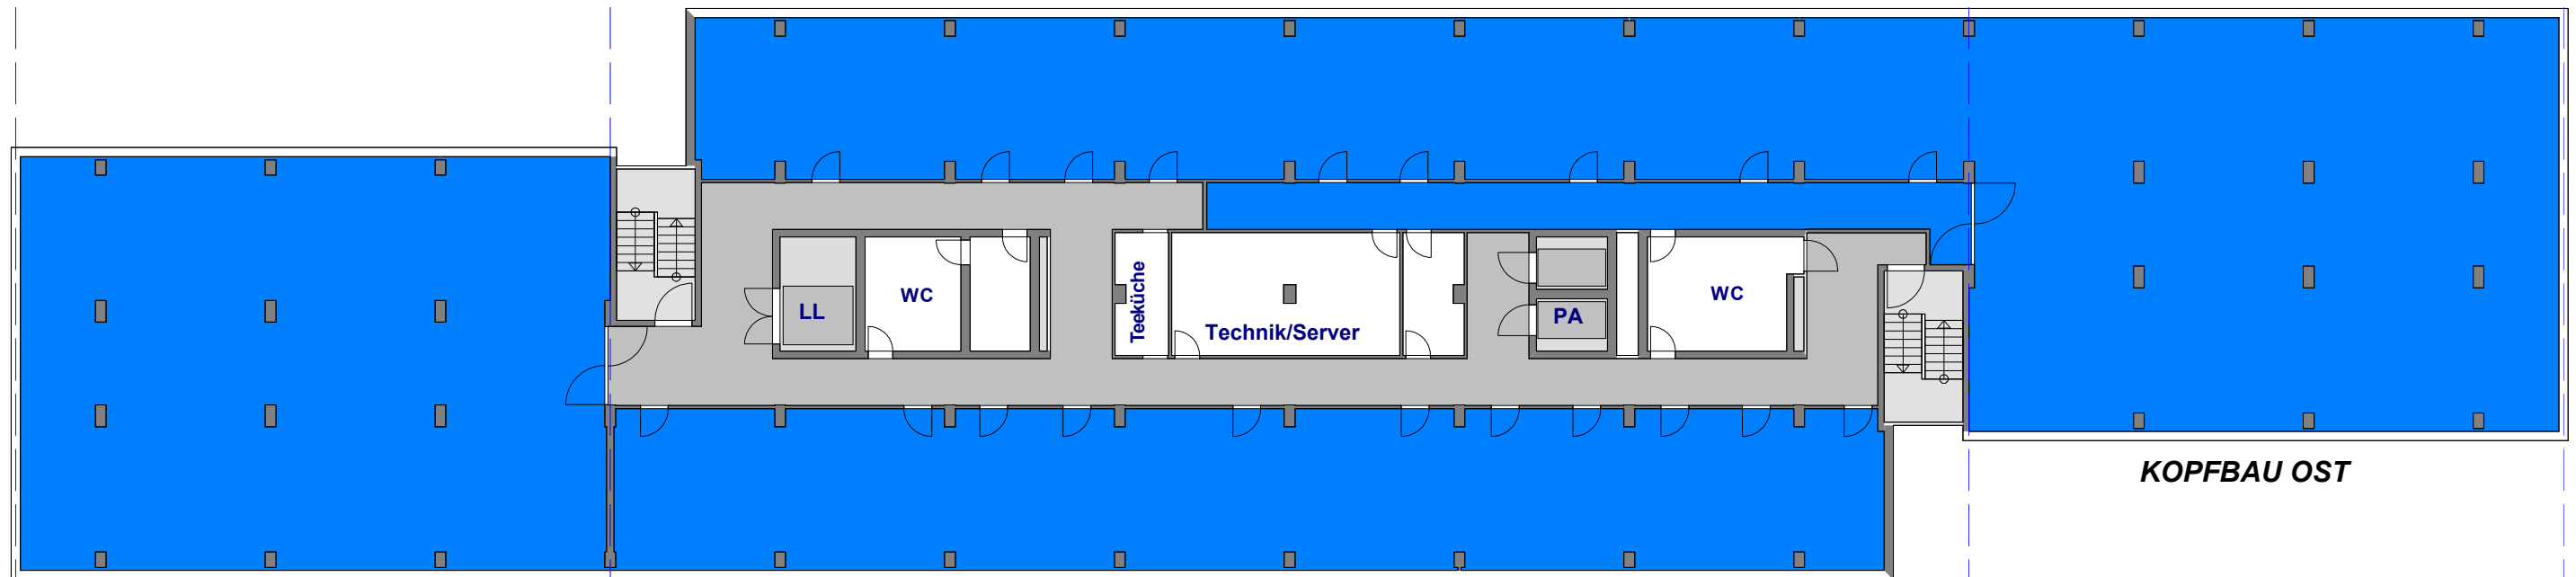 Teeküche
WC
LL
Technik/Server
PA
WC
KOPFBAU OST